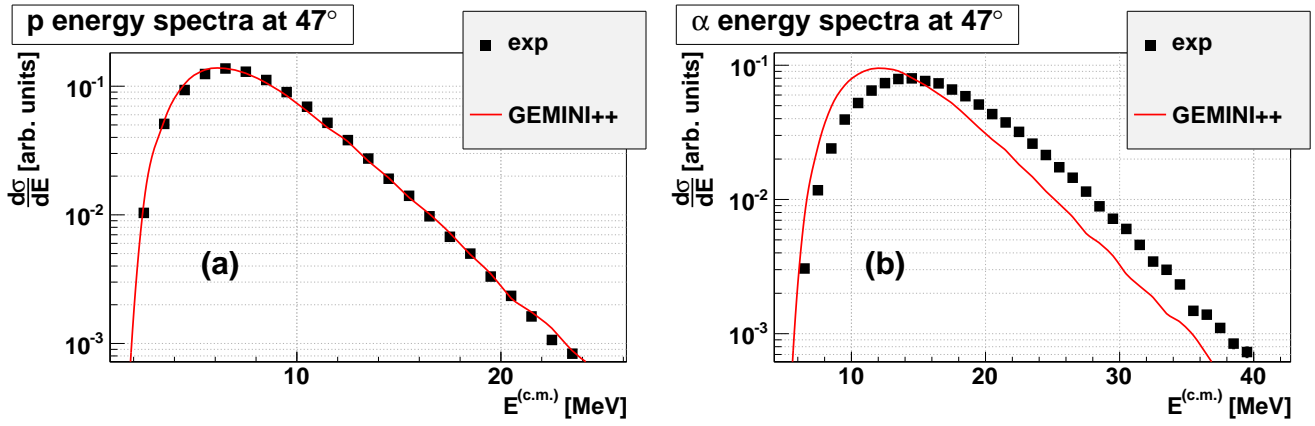 p energy spectra at 47°
exp
GEMINI++
dσ/dE [arb. units]
10⁻¹
10⁻²
10⁻³
(a)
10
20
E^(c.m.) [MeV]
α energy spectra at 47°
exp
GEMINI++
dσ/dE [arb. units]
10⁻¹
10⁻²
10⁻³
(b)
10
20
30
40
E^(c.m.) [MeV]